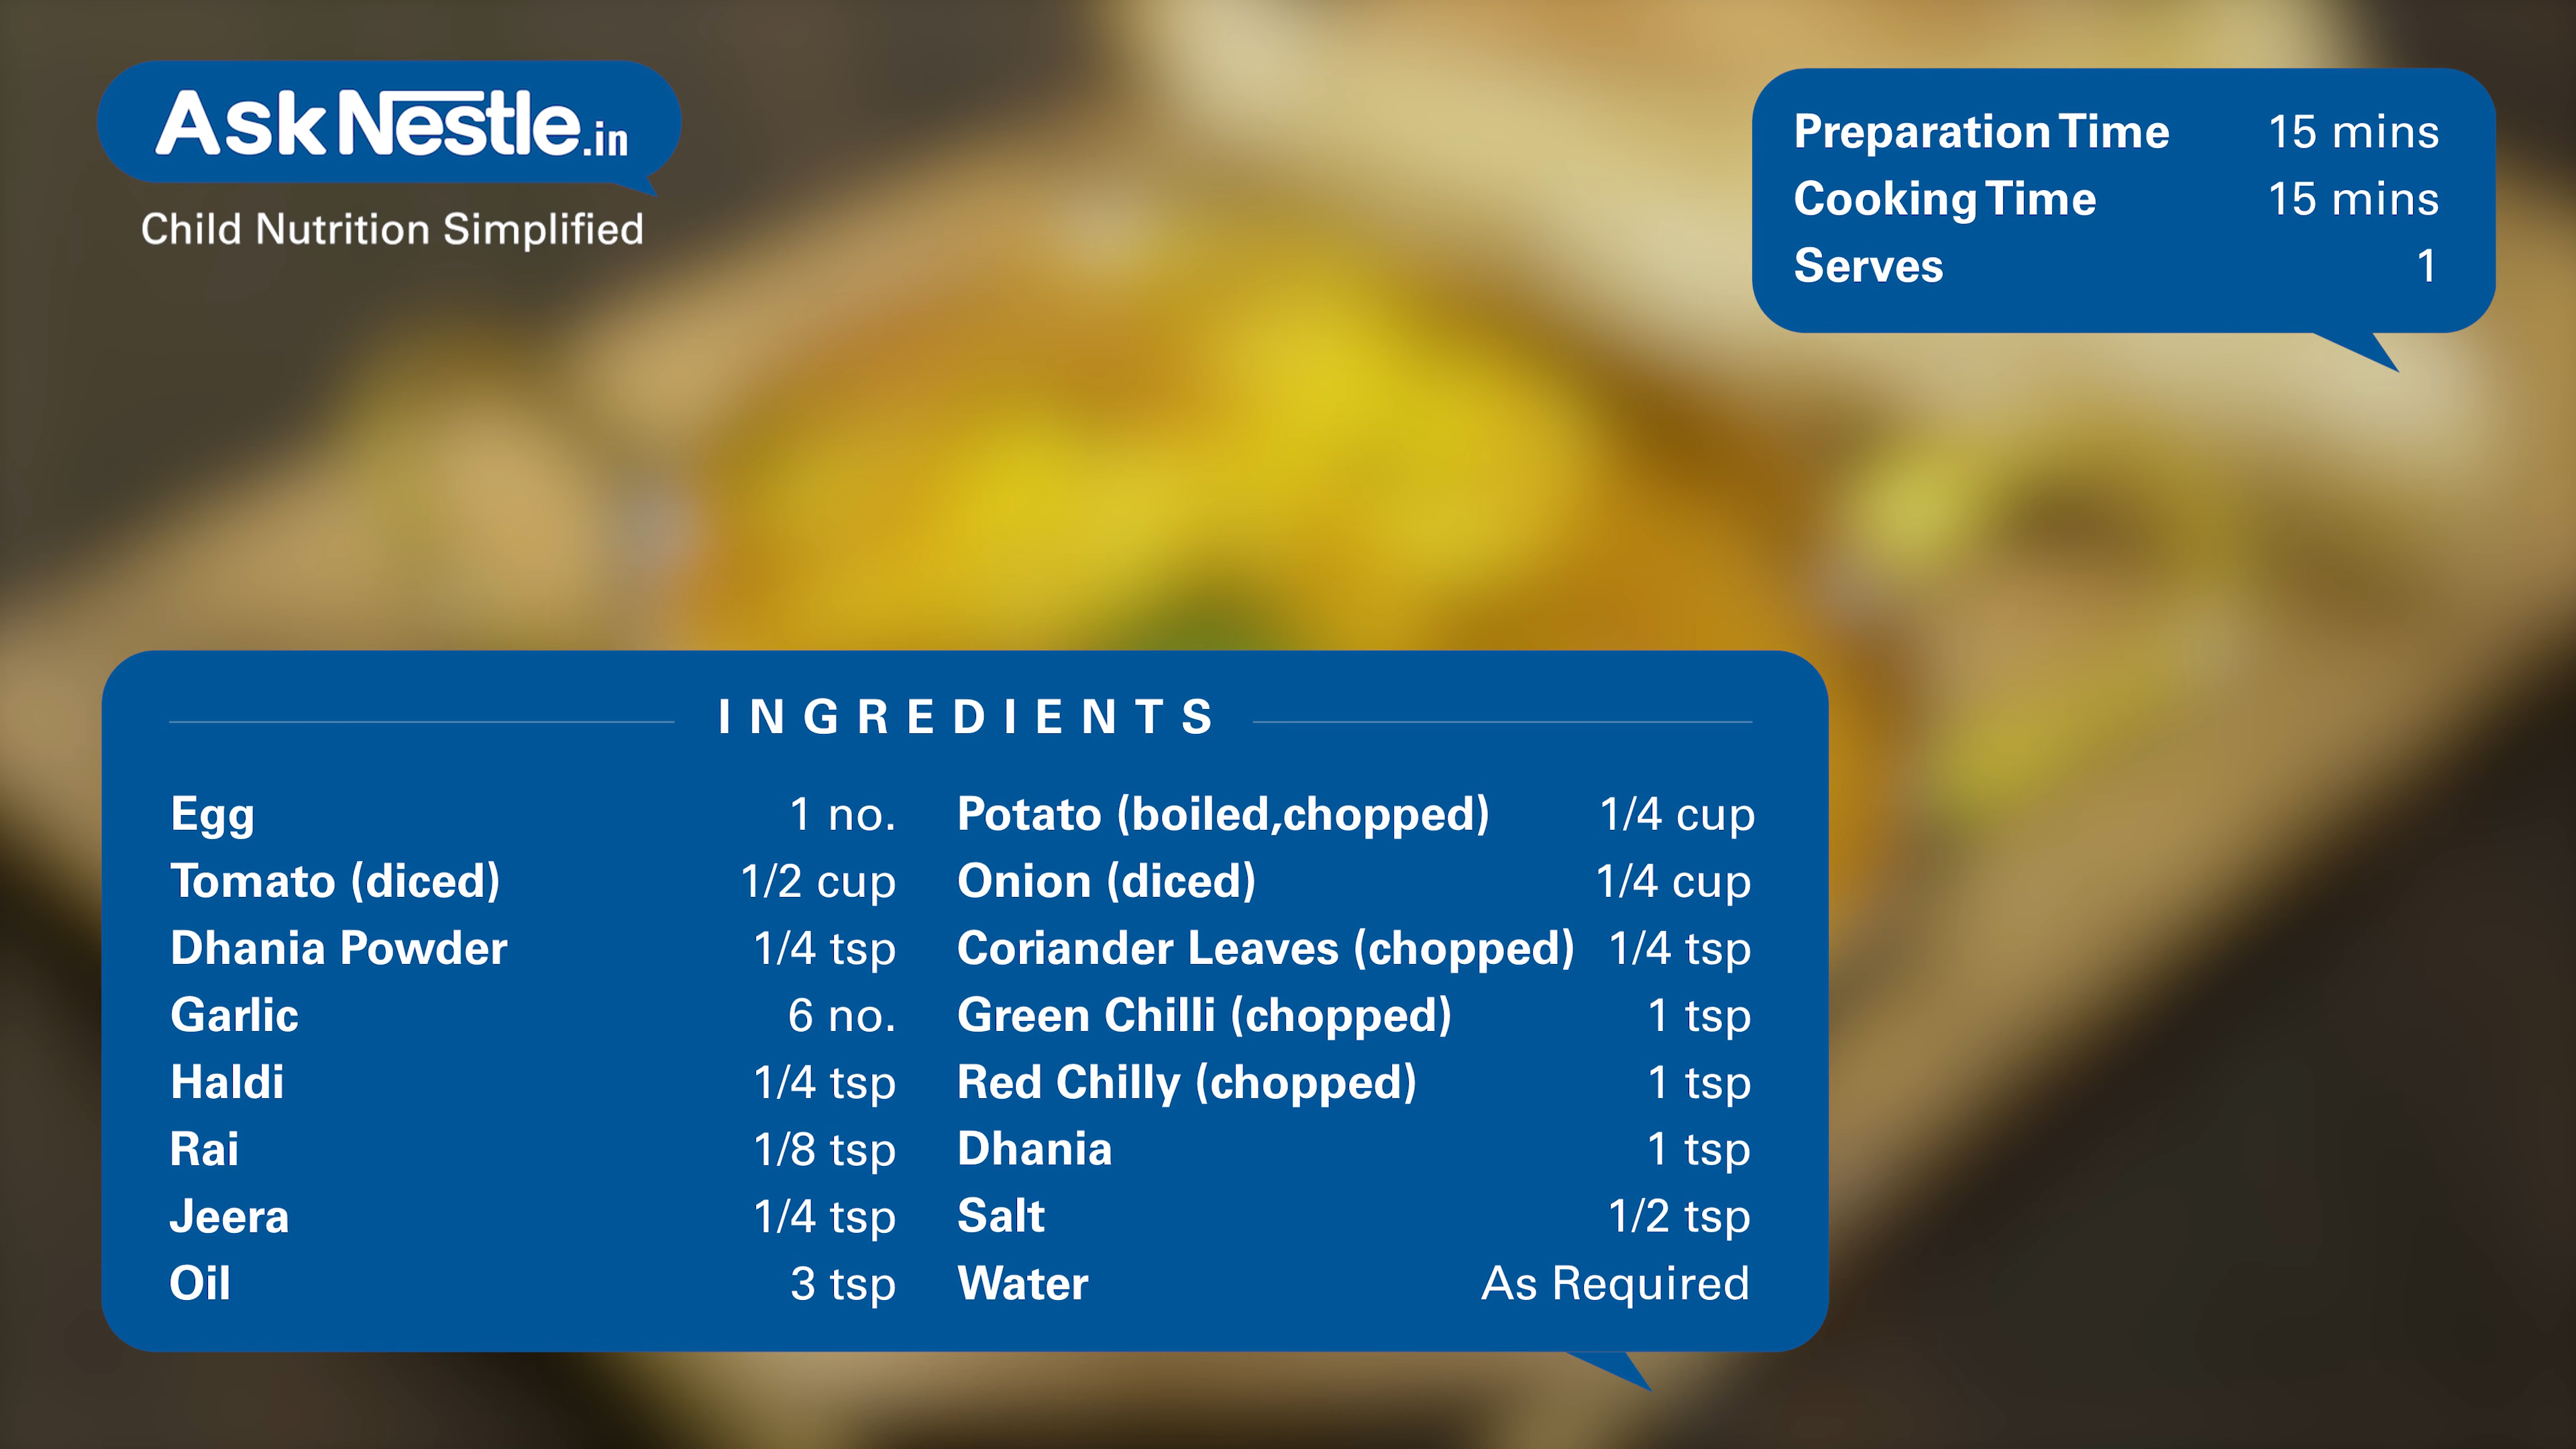 Ask Nestle.in
Child Nutrition Simplified
Preparation Time 15 mins
Cooking Time 15 mins
Serves 1
INGREDIENTS
Egg 1 no.
Tomato (diced) 1/2 cup
Dhania Powder 1/4 tsp
Garlic 6 no.
Haldi 1/4 tsp
Rai 1/8 tsp
Jeera 1/4 tsp
Oil 3 tsp
Potato (boiled,chopped) 1/4 cup
Onion (diced) 1/4 cup
Coriander Leaves (chopped) 1/4 tsp
Green Chilli (chopped) 1 tsp
Red Chilly (chopped) 1 tsp
Dhania 1 tsp
Salt 1/2 tsp
Water As Required